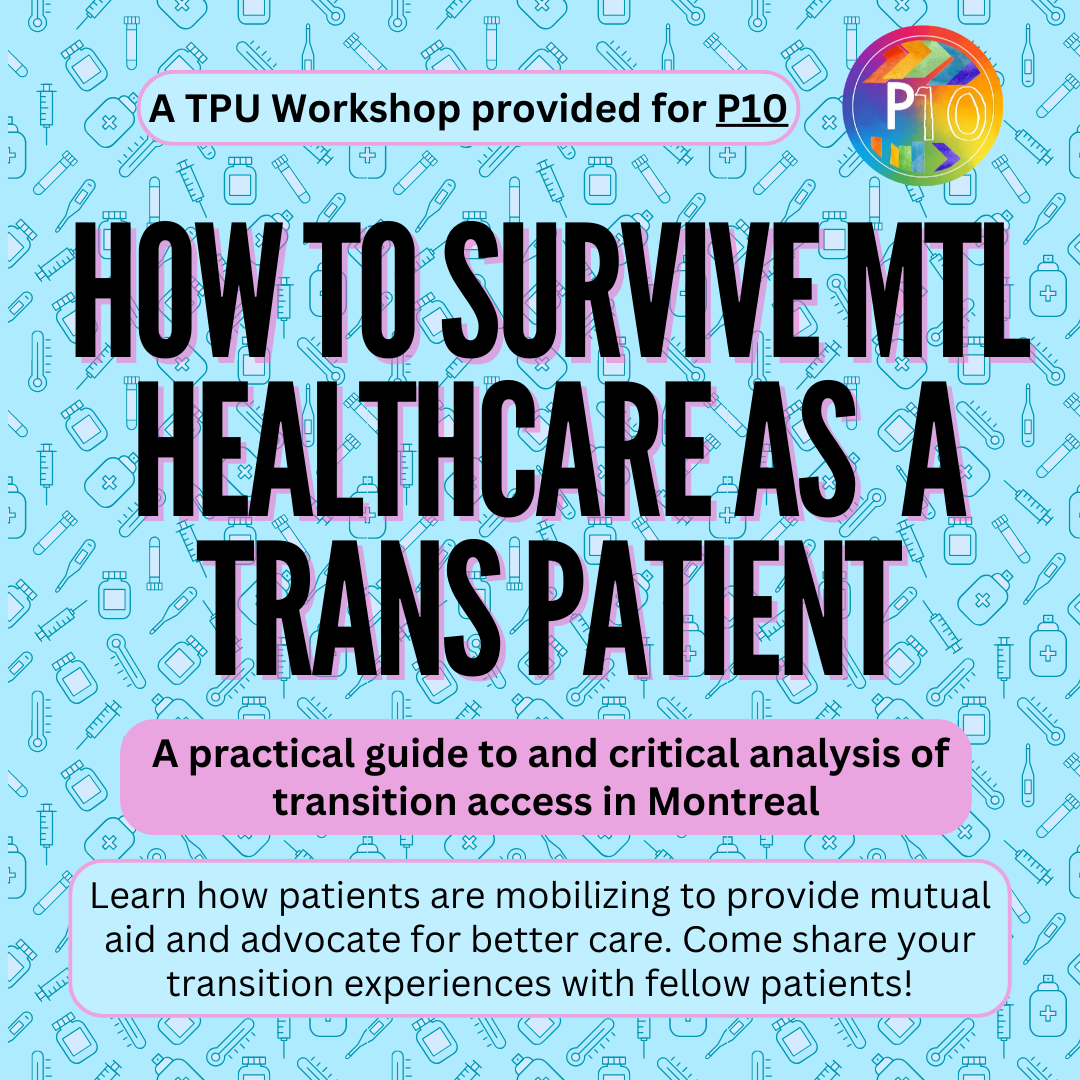 A TPU Workshop provided for P10
P10
HOW TO SURVIVE MTL
HEALTHCARE AS A
TRANS PATIENT
A practical guide to and critical analysis of
transition access in Montreal
Learn how patients are mobilizing to provide mutual
aid and advocate for better care. Come share your
transition experiences with fellow patients!